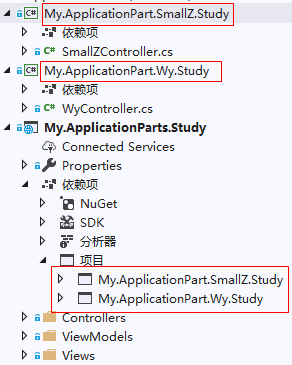 My.ApplicationPart.SmallZ.Study
依赖项
SmallZController.cs
My.ApplicationPart.Wy.Study
依赖项
WyController.cs
My.ApplicationParts.Study
Connected Services
Properties
依赖项
NuGet
SDK
分析器
项目
My.ApplicationPart.SmallZ.Study
My.ApplicationPart.Wy.Study
Controllers
ViewModels
Views